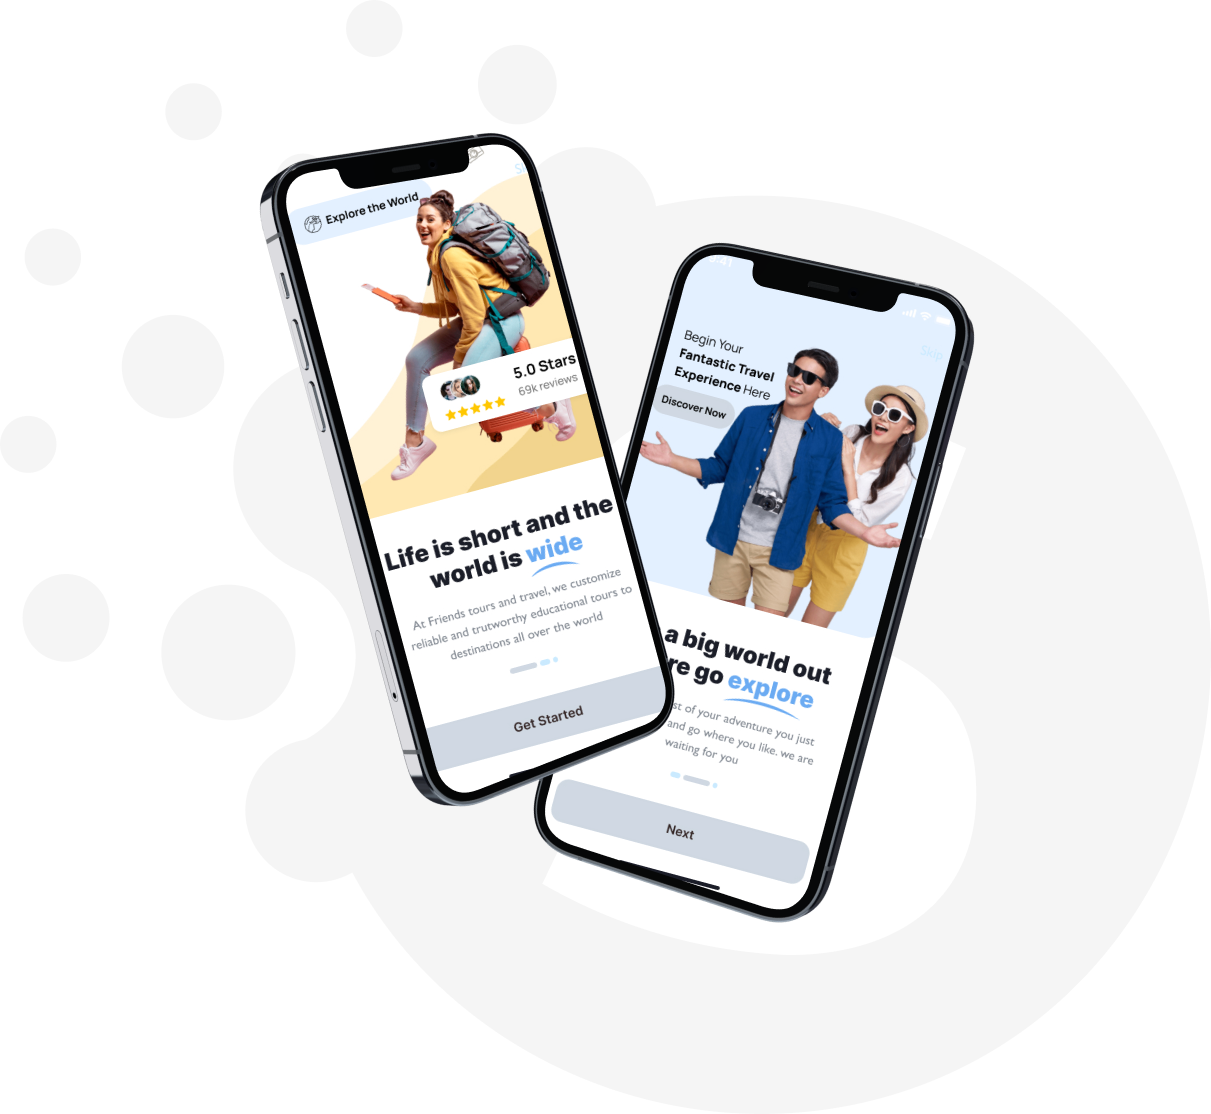 Explore the World
5.0 Stars
69k reviews
Life is short and the
world is wide
At Friends tours and travel, we customize
reliable and trutworthy educational tours to
destinations all over the world
Get Started
Skip
Begin Your
Fantastic Travel
Experience Here
Discover Now
a big world out
re go explore
st of your adventure you just
and go where you like. we are
waiting for you
Next